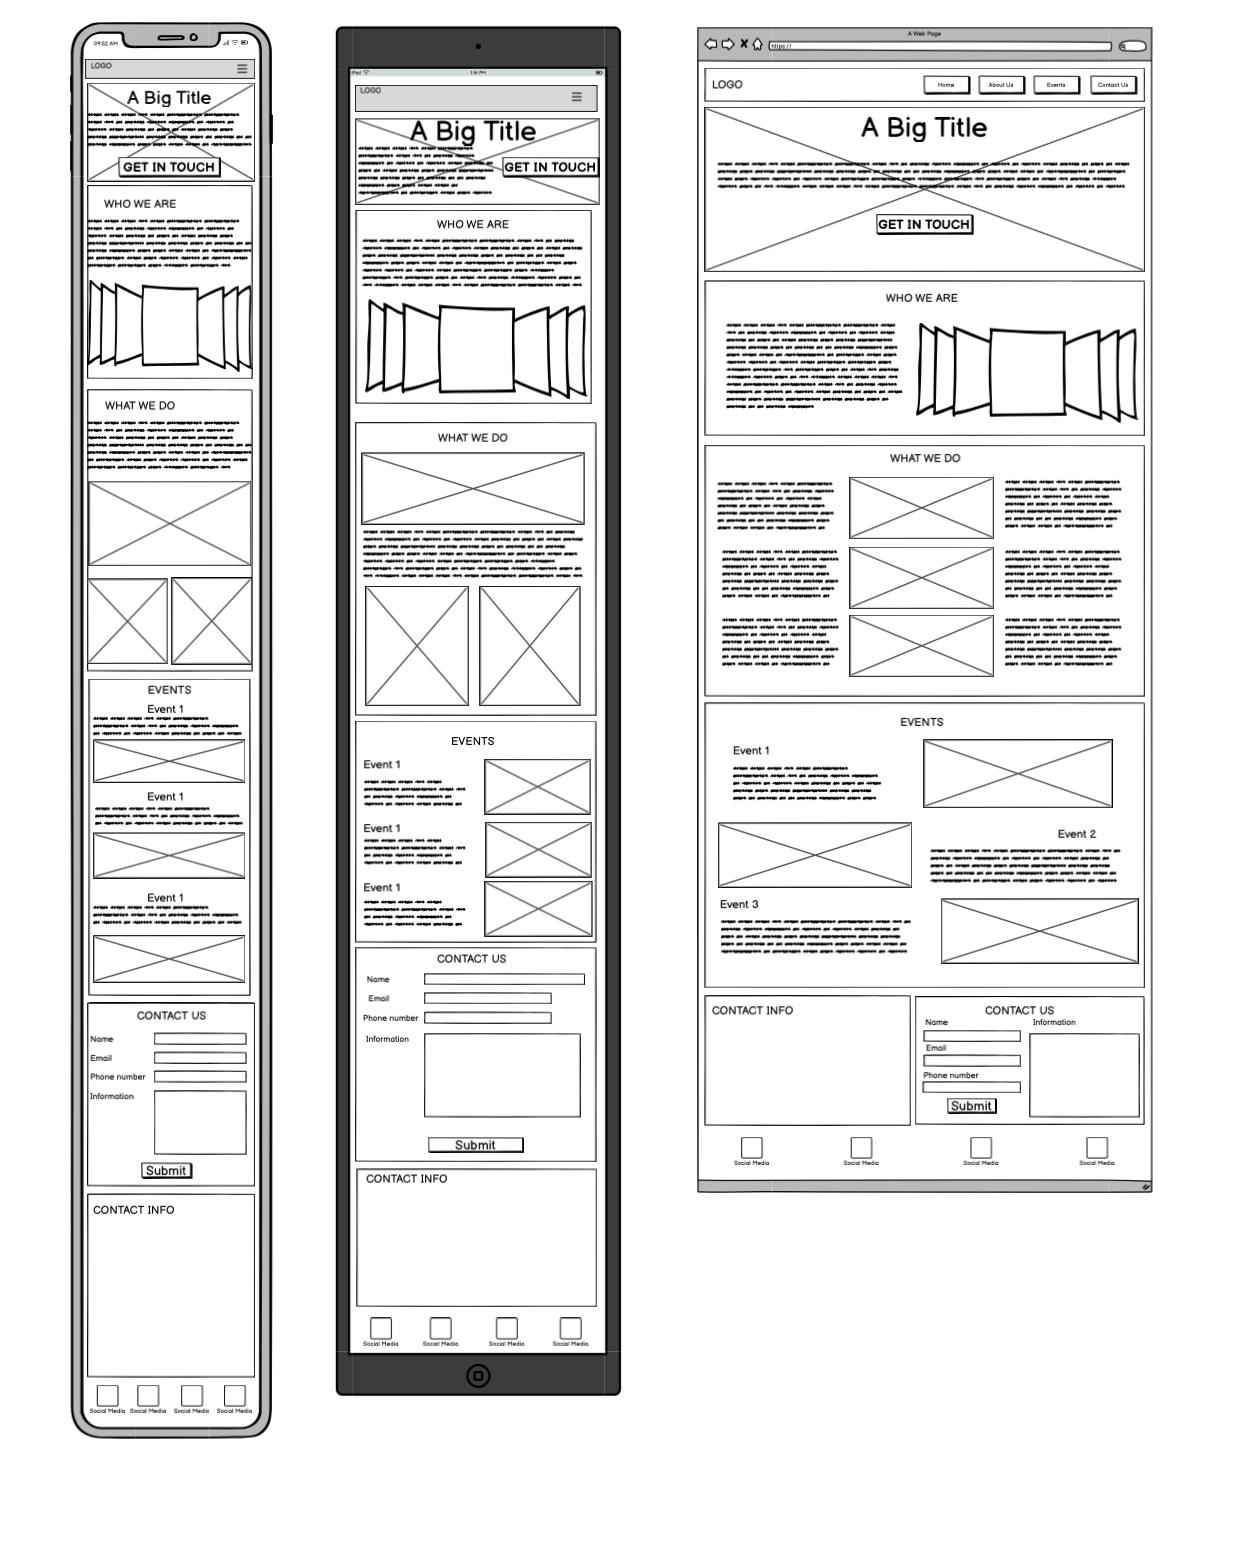 09:52 AM
LOGO
A Big Title
GET IN TOUCH
WHO WE ARE
WHAT WE DO
EVENTS
Event 1
Event 1
Event 1
CONTACT US
Name
Email
Phone number
Information
Submit
CONTACT INFO
Social Media Social Media Social Media Social Media
iPad 1:14 PM
LOGO
A Big Title
GET IN TOUCH
WHO WE ARE
WHAT WE DO
EVENTS
Event 1
Event 1
Event 1
CONTACT US
Name
Email
Phone number
Information
Submit
CONTACT INFO
Social Media Social Media Social Media Social Media
A Web Page
https://
LOGO Home About Us Events Contact Us
A Big Title
GET IN TOUCH
WHO WE ARE
WHAT WE DO
EVENTS
Event 1
Event 2
Event 3
CONTACT INFO
CONTACT US
Name Information
Email
Phone number
Submit
Social Media Social Media Social Media Social Media